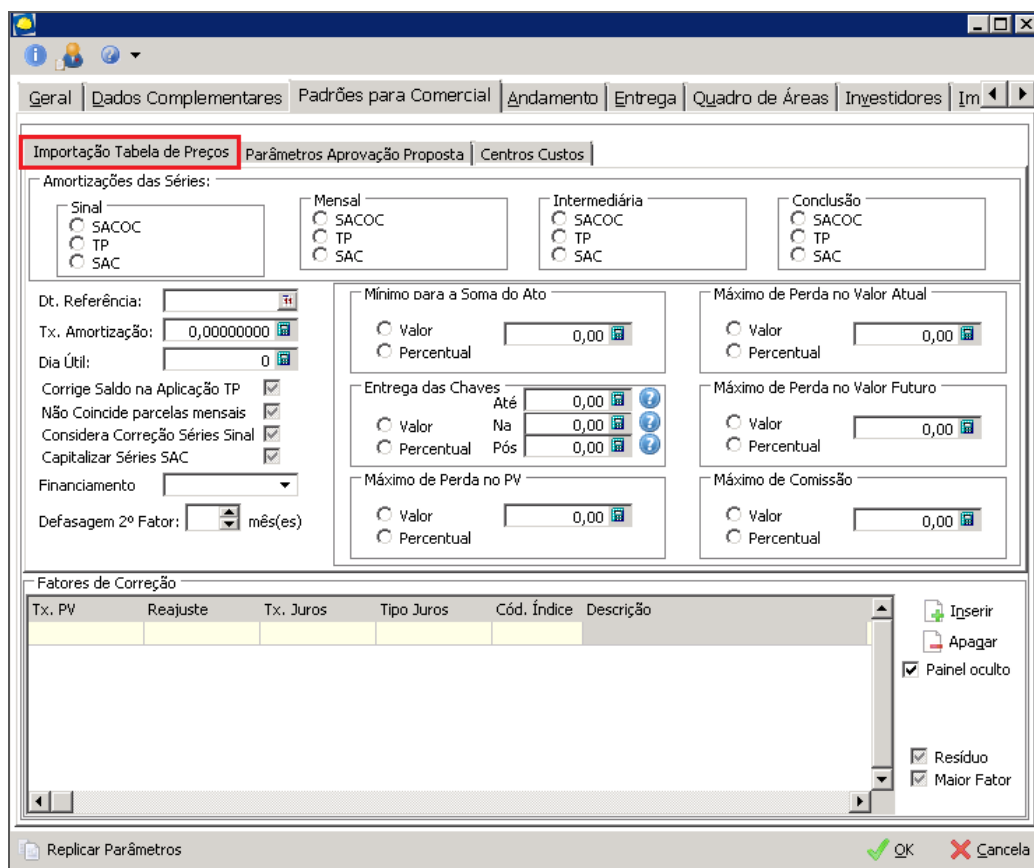 Geral Dados Complementares Padrões para Comercial Andamento Entrega Quadro de Áreas Investidores Im
Importação Tabela de Preços Parâmetros Aprovação Proposta Centros Custos
Amortizações das Séries:
Sinal
SACOC
TP
SAC
Mensal
SACOC
TP
SAC
Intermediária
SACOC
TP
SAC
Conclusão
SACOC
TP
SAC
Dt. Referência:
Tx. Amortização: 0,00000000
Dia Útil: 0
Corrige Saldo na Aplicação TP
Não Coincide parcelas mensais
Considera Correção Séries Sinal
Capitalizar Séries SAC
Financiamento
Defasagem 2º Fator: mês(es)
Mínimo para a Soma do Ato
Valor
Percentual
0,00
Máximo de Perda no Valor Atual
Valor
Percentual
0,00
Entrega das Chaves
Valor
Percentual
Até 0,00
Na 0,00
Pós 0,00
Máximo de Perda no Valor Futuro
Valor
Percentual
0,00
Máximo de Perda no PV
Valor
Percentual
0,00
Máximo de Comissão
Valor
Percentual
0,00
Fatores de Correção
Tx. PV Reajuste Tx. Juros Tipo Juros Cód. Índice Descrição
Inserir
Apagar
Painel oculto
Resíduo
Maior Fator
Replicar Parâmetros OK Cancela